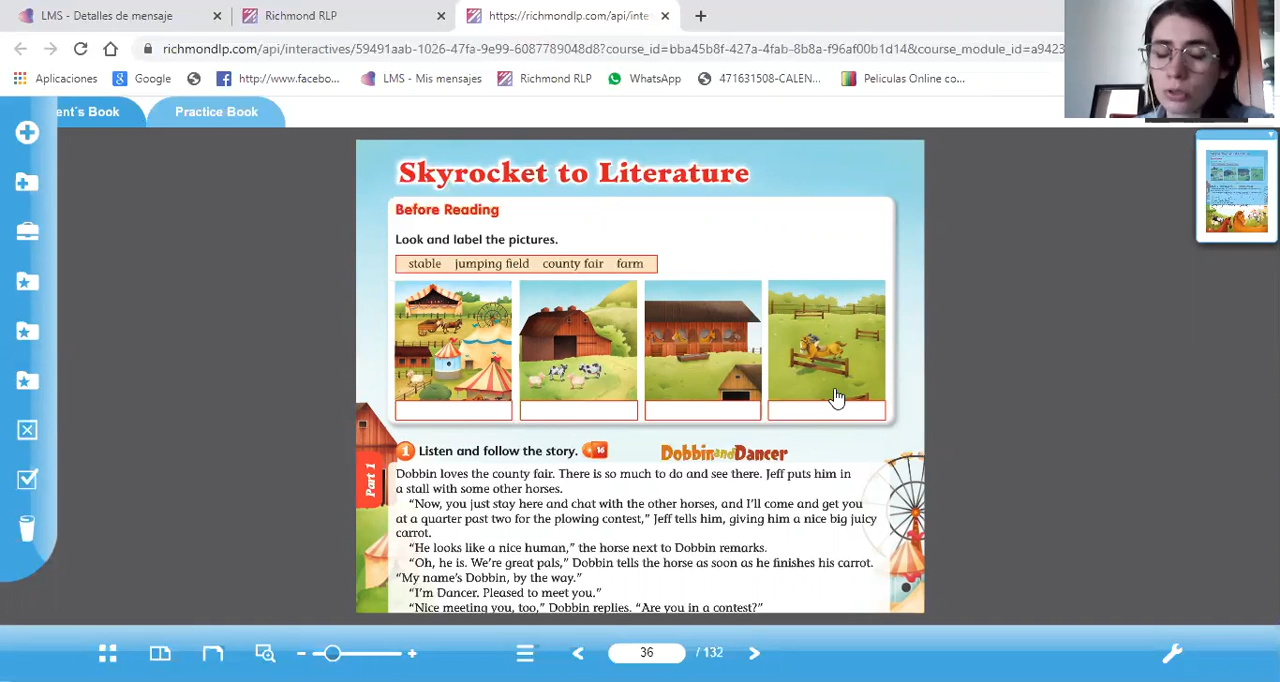 LMS - Detalles de mensaje
Richmond RLP
https://richmondlp.com/api/inte
richmondlp.com/api/interactives/59491aab-1026-47fa-9e99-6087789048d8?course_id=bba45b8f-427a-4fab-8b8a-f96af00b1d14&course_module_id=a9423
Aplicaciones
Google
http://www.facebo...
LMS - Mis mensajes
Richmond RLP
WhatsApp
371631508-CALEN...
Peliculas Online co...
ent's Book
Practice Book
Skyrocket to Literature
Before Reading
Look and label the pictures.
stable jumping field county fair farm
1 Listen and follow the story. 16
Dobbin and Dancer
Part 1
Dobbin loves the county fair. There is so much to do and see there. Jeff puts him in
a stall with some other horses.
"Now, you just stay here and chat with the other horses, and I'll come and get you
at a quarter past two for the plowing contest," Jeff tells him, giving him a nice big juicy
carrot.
"He looks like a nice human," the horse next to Dobbin remarks.
"Oh, he is. We're great pals," Dobbin tells the horse as soon as he finishes his carrot.
"My name's Dobbin, by the way."
"I'm Dancer. Pleased to meet you."
"Nice meeting you, too," Dobbin replies. "Are you in a contest?"
36 / 132